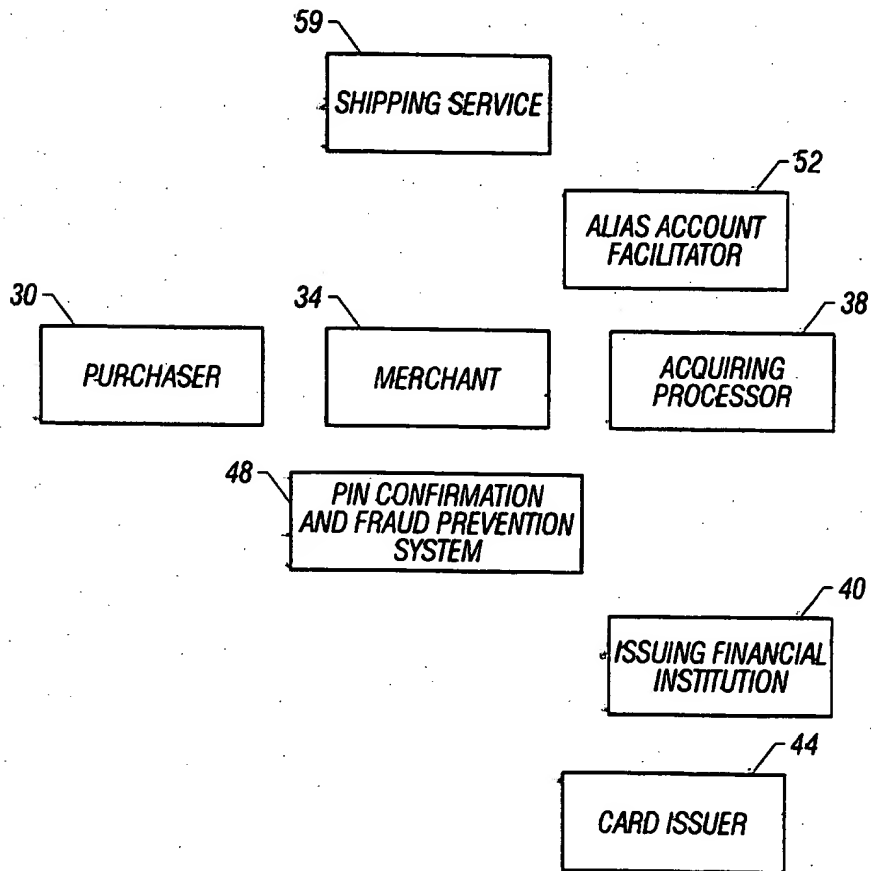 59
SHIPPING SERVICE
52
ALIAS ACCOUNT
FACILITATOR
30
PURCHASER
34
MERCHANT
38
ACQUIRING
PROCESSOR
48
PIN CONFIRMATION
AND FRAUD PREVENTION
SYSTEM
40
ISSUING FINANCIAL
INSTITUTION
44
CARD ISSUER